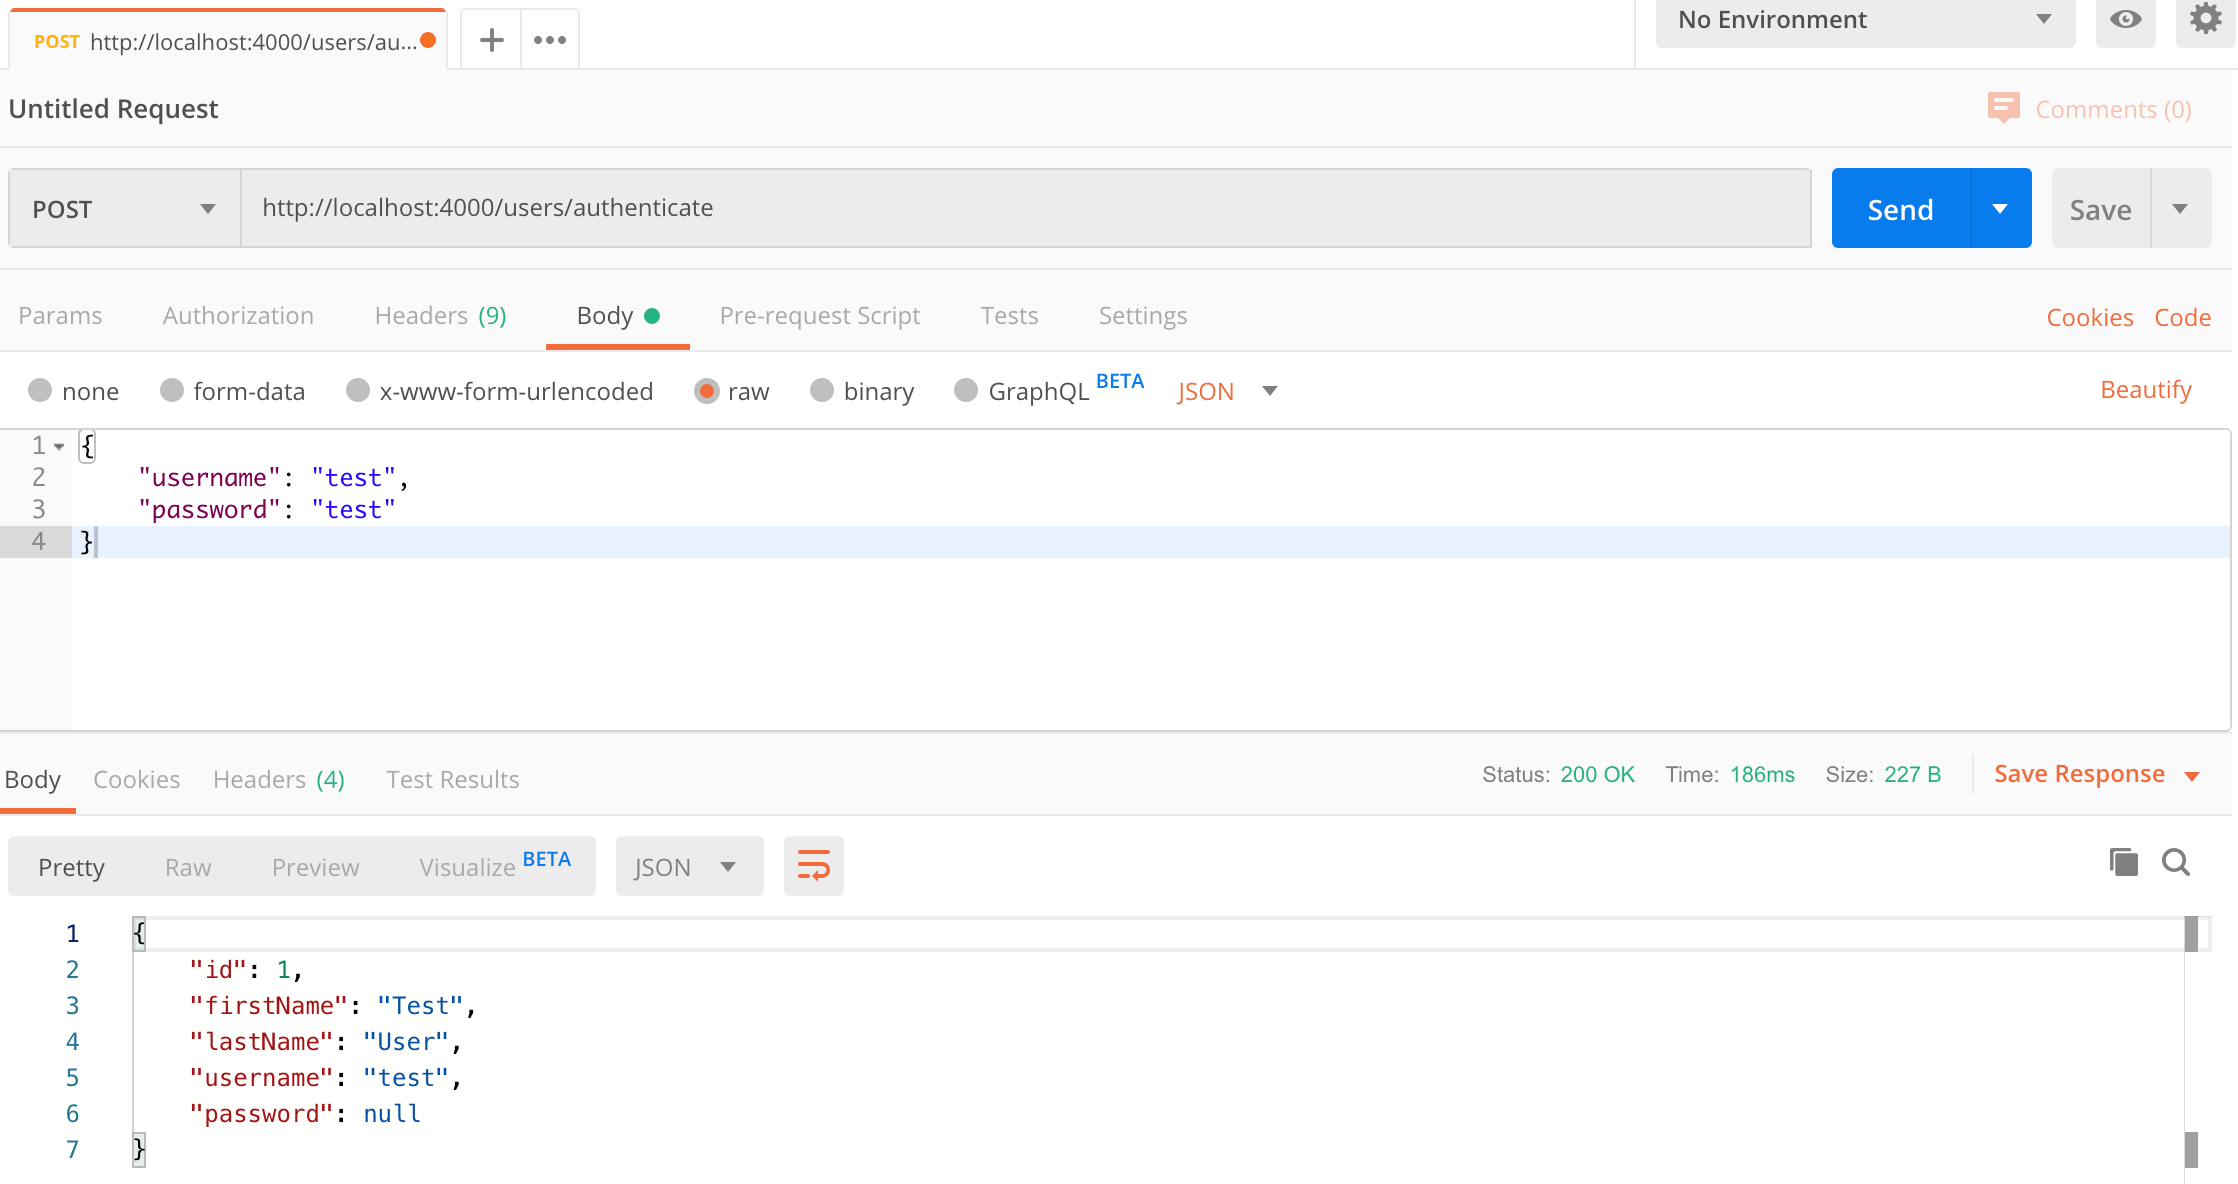 POST http://localhost:4000/users/au...
No Environment
Untitled Request
Comments (0)
POST http://localhost:4000/users/authenticate Send Save
Params Authorization Headers (9) Body Pre-request Script Tests Settings Cookies Code
none form-data x-www-form-urlencoded raw binary GraphQL BETA JSON Beautify
1 {
2 "username": "test",
3 "password": "test"
4 }
Body Cookies Headers (4) Test Results Status: 200 OK Time: 186ms Size: 227 B Save Response
Pretty Raw Preview Visualize BETA JSON
1 {
2 "id": 1,
3 "firstName": "Test",
4 "lastName": "User",
5 "username": "test",
6 "password": null
7 }